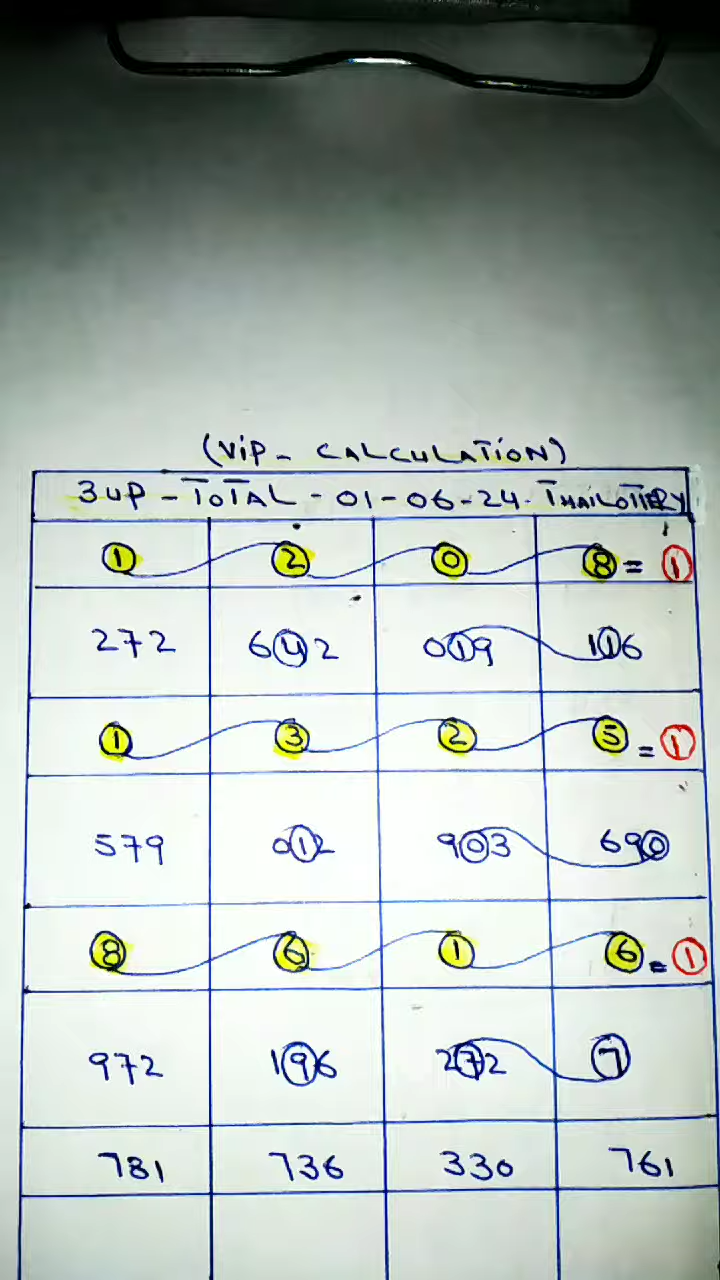 (VIP- CALCULATION)
3UP-TOTAL-01-06-24. THAILOTTERY
1 2 0 8 = 1
272 642 019 116
1 3 2 5 = 1
579 012 903 690
8 6 1 6 = 1
972 196 272 7
781 736 330 761